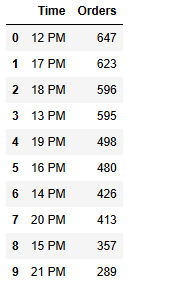 Time Orders
0 12 PM 647
1 17 PM 623
2 18 PM 596
3 13 PM 595
4 19 PM 498
5 16 PM 480
6 14 PM 426
7 20 PM 413
8 15 PM 357
9 21 PM 289